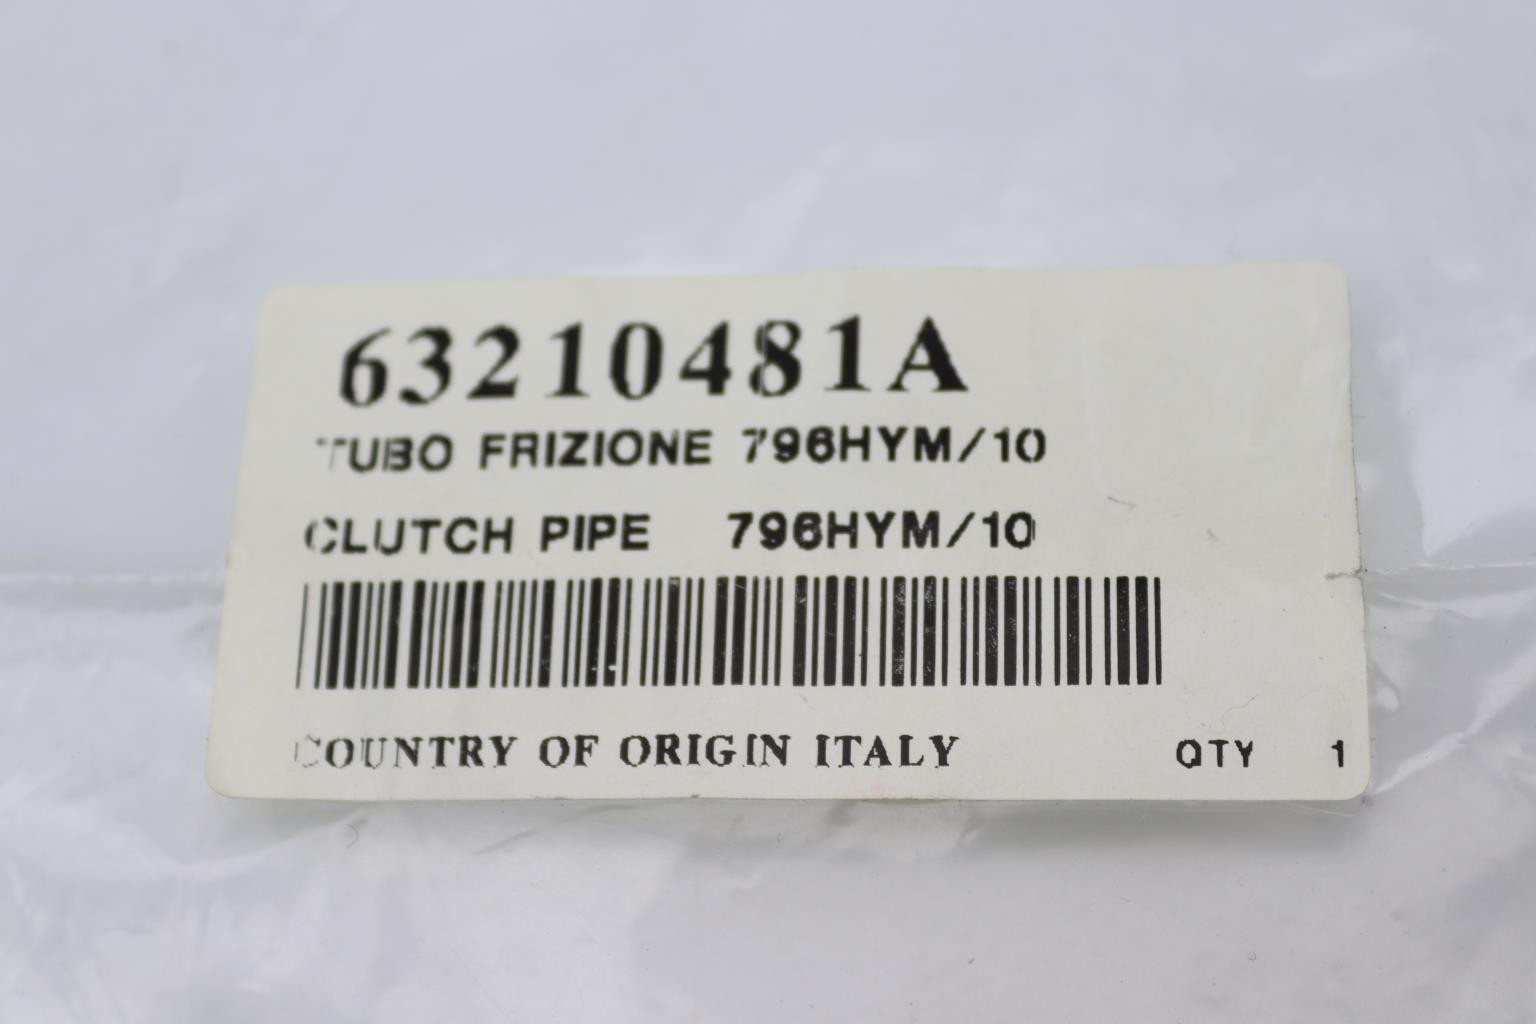 63210481A
TUBO FRIZIONE 796HYM/10
CLUTCH PIPE 796HYM/10
COUNTRY OF ORIGIN ITALY QTY 1